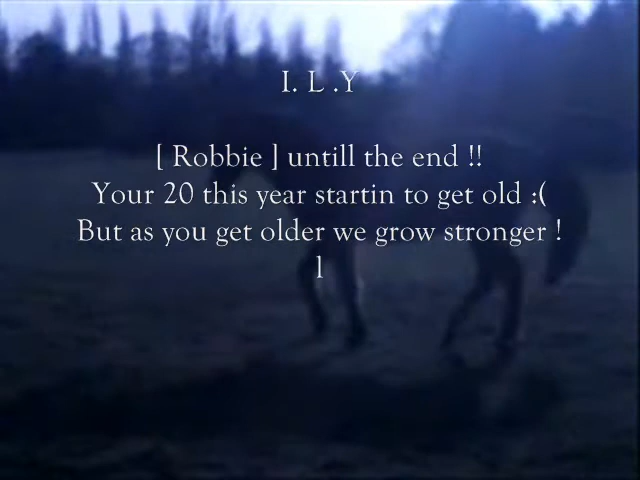 I. L .Y
[ Robbie ] untill the end !!
Your 20 this year startin to get old :(
But as you get older we grow stronger !
l